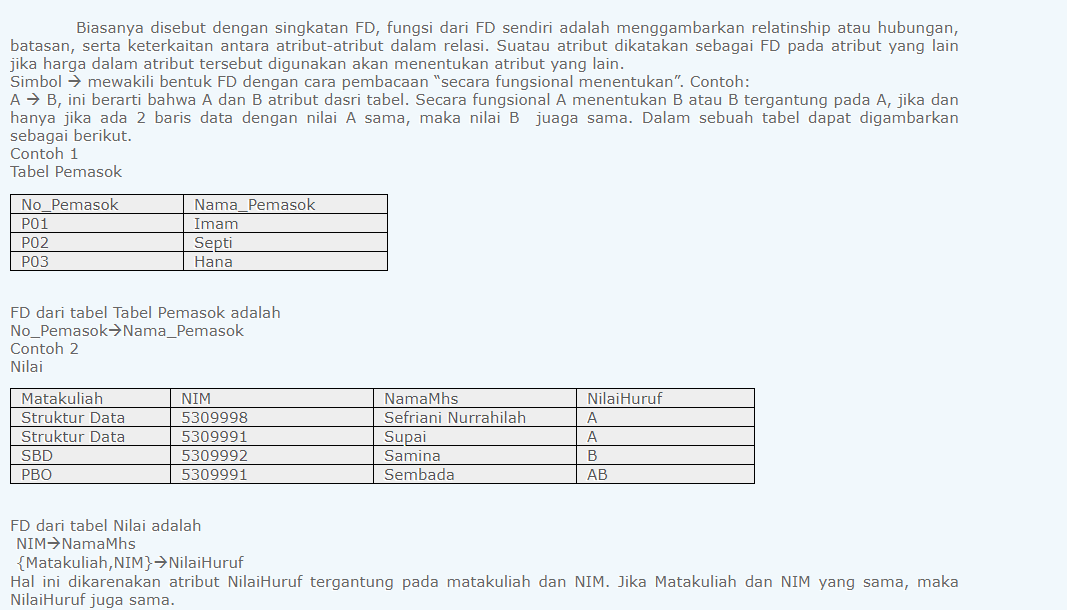 Biasanya disebut dengan singkatan FD, fungsi dari FD sendiri adalah menggambarkan relatinship atau hubungan,
batasan, serta keterkaitan antara atribut-atribut dalam relasi. Suatau atribut dikatakan sebagai FD pada atribut yang lain
jika harga dalam atribut tersebut digunakan akan menentukan atribut yang lain.
Simbol → mewakili bentuk FD dengan cara pembacaan “secara fungsional menentukan”. Contoh:
A → B, ini berarti bahwa A dan B atribut dasri tabel. Secara fungsional A menentukan B atau B tergantung pada A, jika dan
hanya jika ada 2 baris data dengan nilai A sama, maka nilai B juaga sama. Dalam sebuah tabel dapat digambarkan
sebagai berikut.
Contoh 1
Tabel Pemasok
No_Pemasok Nama_Pemasok
P01 Imam
P02 Septi
P03 Hana
FD dari tabel Tabel Pemasok adalah
No_Pemasok→Nama_Pemasok
Contoh 2
Nilai
Matakuliah NIM NamaMhs NilaiHuruf
Struktur Data 5309998 Sefriani Nurrahilah A
Struktur Data 5309991 Supai A
SBD 5309992 Samina B
PBO 5309991 Sembada AB
FD dari tabel Nilai adalah
NIM→NamaMhs
{Matakuliah,NIM}→NilaiHuruf
Hal ini dikarenakan atribut NilaiHuruf tergantung pada matakuliah dan NIM. Jika Matakuliah dan NIM yang sama, maka
NilaiHuruf juga sama.